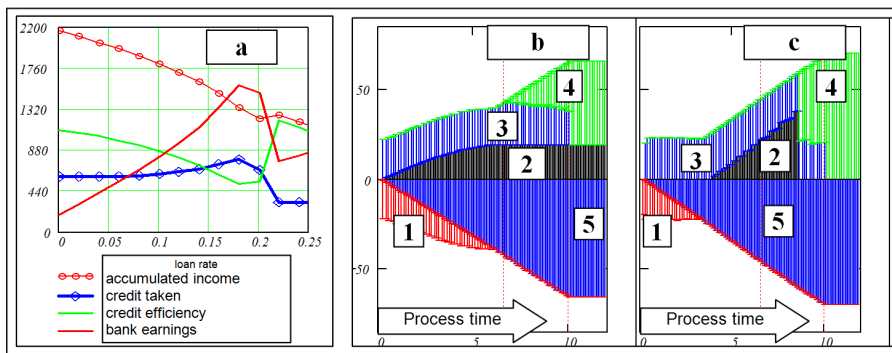 a
2200
1760
1320
880
440
0
0 0.05 0.1 0.15 0.2 0.25
loan rate
accumulated income
credit taken
credit efficiency
bank earnings
b
50
0
-50
4
3
2
1
5
Process time
0 5 10 12
c
4
3
2
1
5
Process time
0 5 10 12